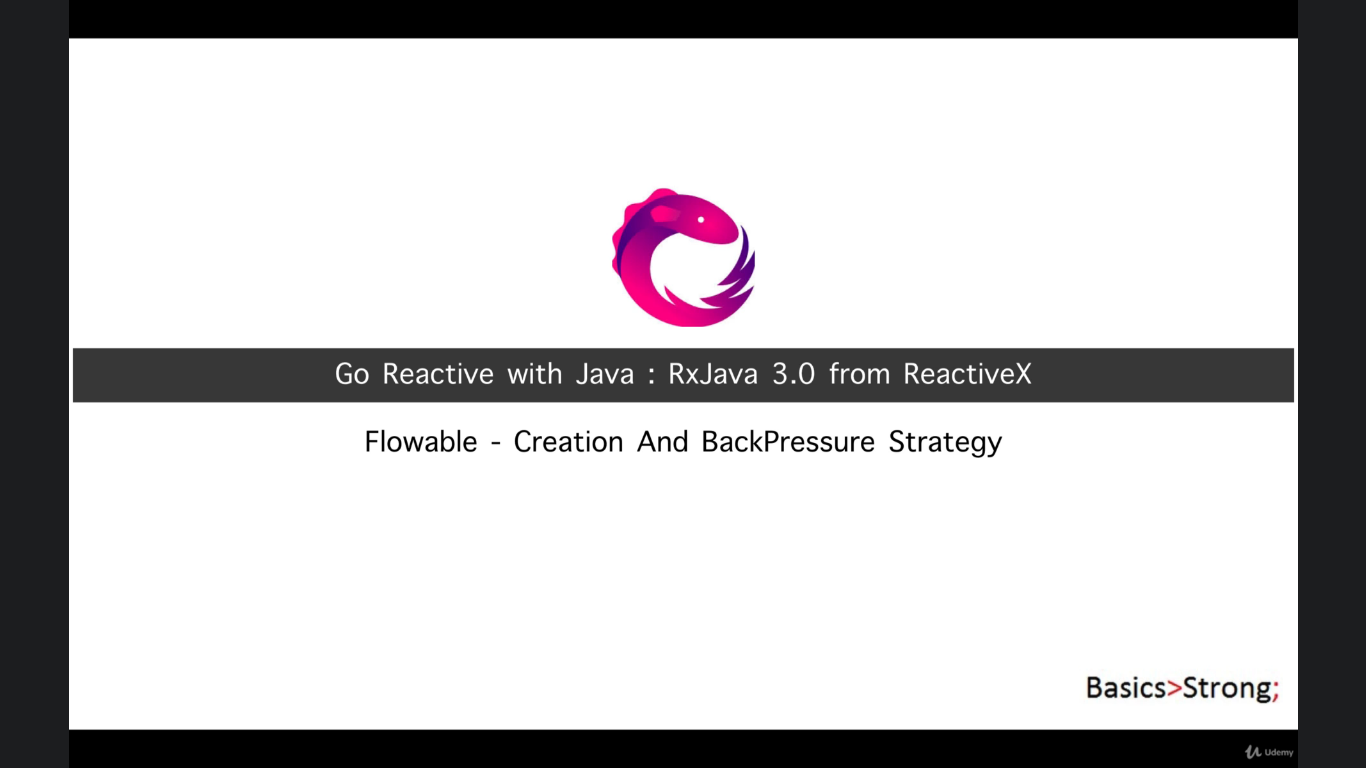 Go Reactive with Java : RxJava 3.0 from ReactiveX
Flowable - Creation And BackPressure Strategy
Basics>Strong;
Udemy